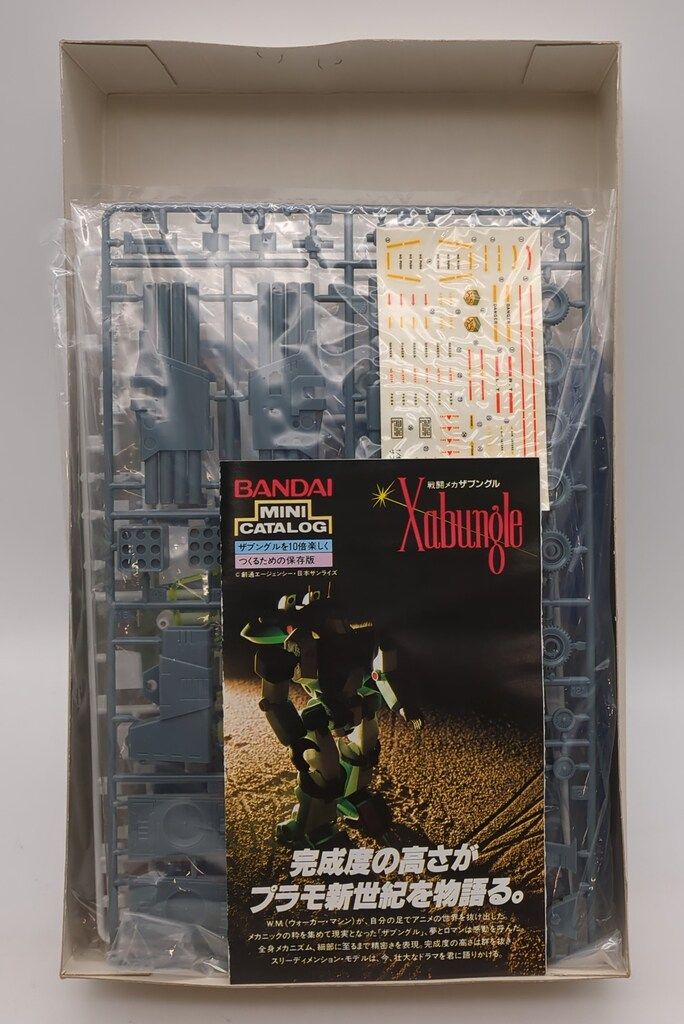 BANDAI
MINI
CATALOG
ザブングルを10倍楽しく
つくるための保存版
©創通エージェンシー・日本サンライズ
戦闘メカザブングル
Xabungle
完成度の高さが
プラモ新世紀を物語る。
W.M.(ウォーカー・マシン)が、自分の足でアニメの世界を抜け出した。
メカニックの粋を集めて現実となった「ザブングル」、夢とロマンは感動を呼んだ。
全身メカニズム、細部に至るまで精密さを表現。完成度の高さは群を抜き
スリーディメンション・モデルは、今、壮大なドラマを君に語りかける。